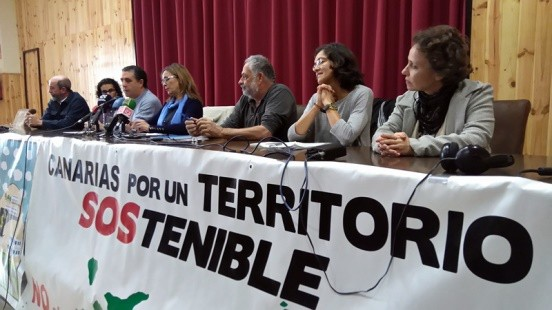 CANARIAS POR UN TERRITORIO
SOSTENIBLE
NO